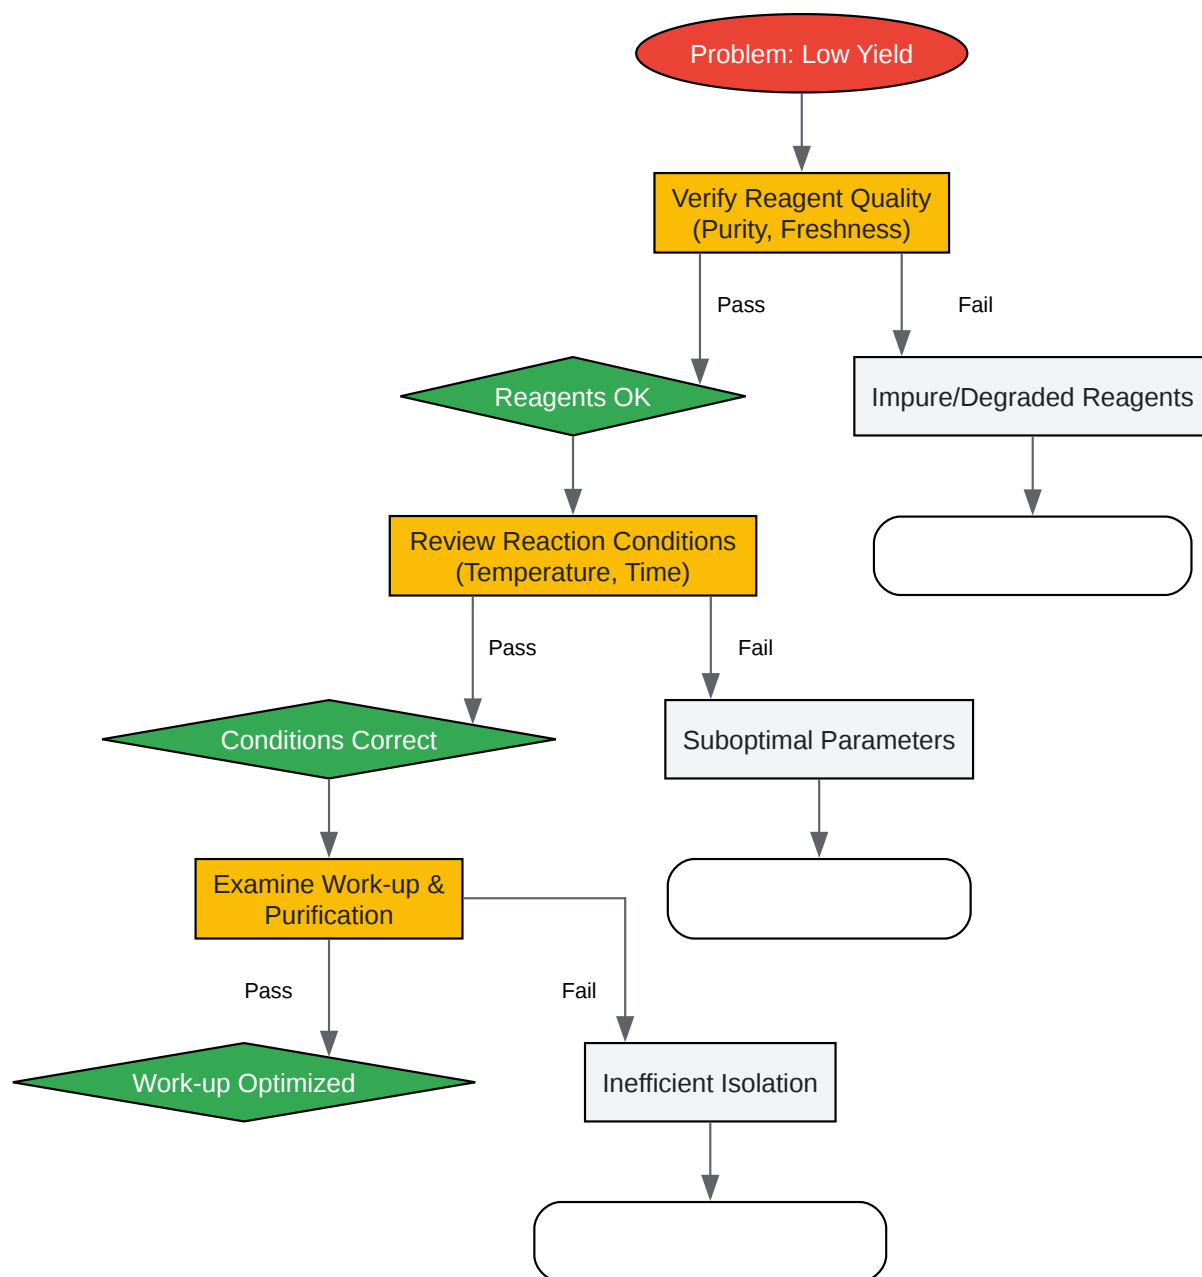 Problem: Low Yield
Verify Reagent Quality
(Purity, Freshness)
Pass
Fail
Reagents OK
Impure/Degraded Reagents
Review Reaction Conditions
(Temperature, Time)
Pass
Fail
Conditions Correct
Suboptimal Parameters
Examine Work-up &
Purification
Pass
Fail
Work-up Optimized
Inefficient Isolation